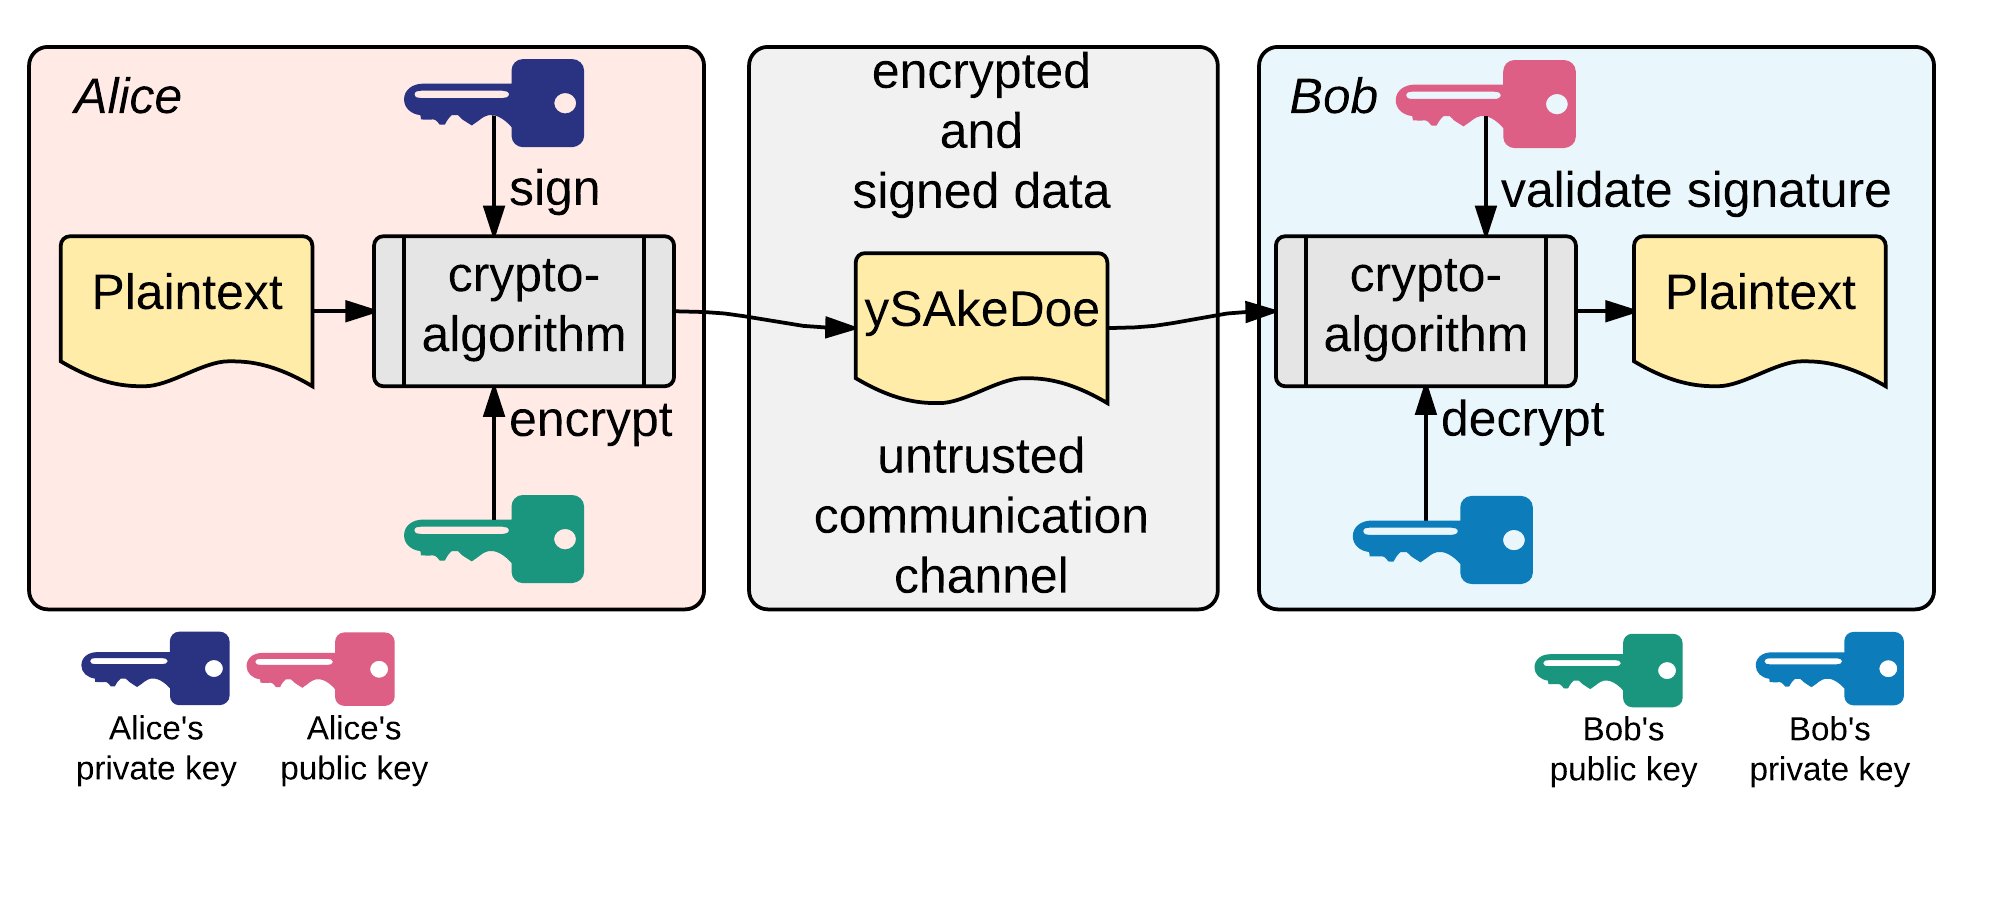 Alice
sign
Plaintext
crypto-
algorithm
encrypt
encrypted
and
signed data
ySAkeDoe
untrusted
communication
channel
Bob
validate signature
crypto-
algorithm
Plaintext
decrypt
Alice's
private key
Alice's
public key
Bob's
public key
Bob's
private key